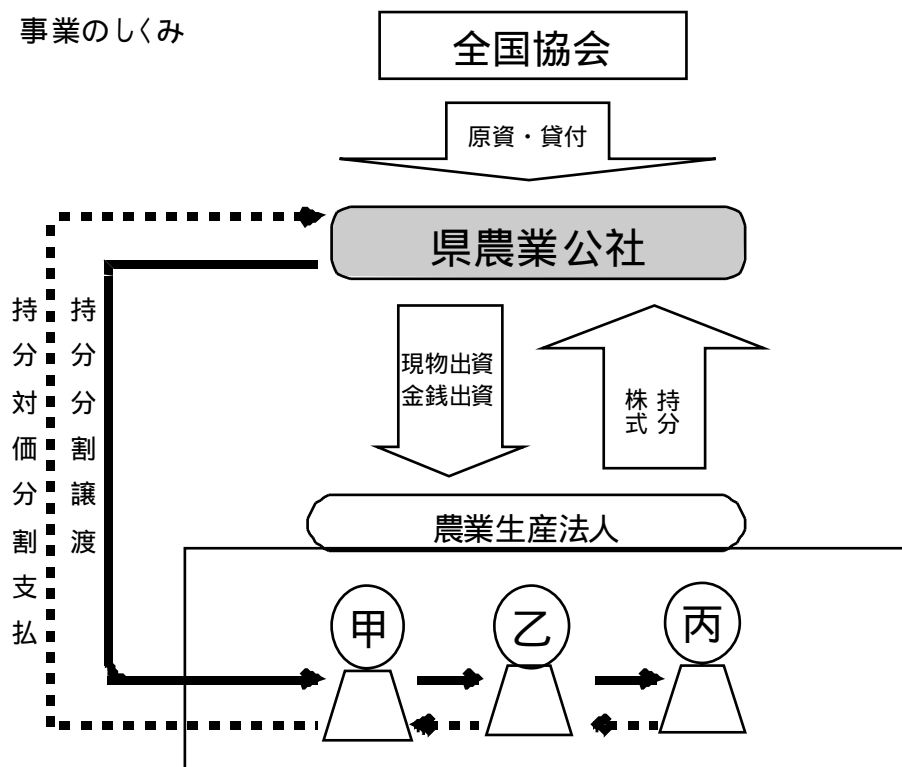 事業のしくみ
全国協会
原資・貸付
県農業公社
持分対価分割支払
持分分割譲渡
現物出資
金銭出資
持分
株式
農業生産法人
甲
乙
丙